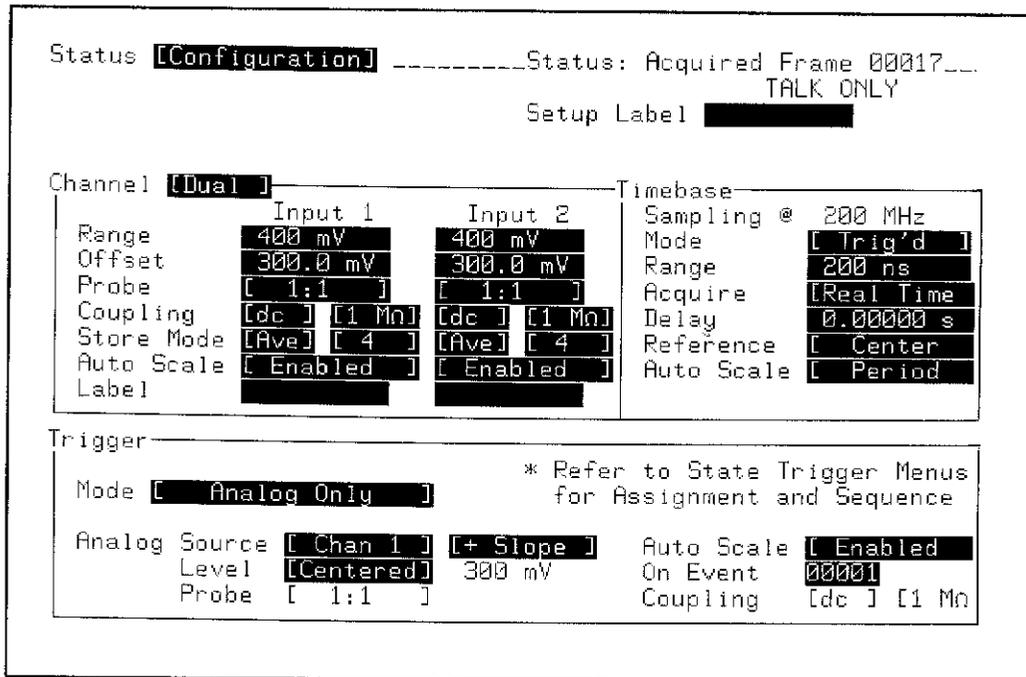 Status [Configuration] _________Status: Acquired Frame 00017__.
TALK ONLY
Setup Label
Channel [Dual ]
Input 1 Input 2
Range 400 mV 400 mV
Offset 300.0 mV 300.0 mV
Probe [ 1:1 ] [ 1:1 ]
Coupling [dc ] [1 MΩ] [dc ] [1 MΩ]
Store Mode [Ave] [ 4 ] [Ave] [ 4 ]
Auto Scale [ Enabled ] [ Enabled ]
Label
Timebase
Sampling @ 200 MHz
Mode [ Trig'd ]
Range 200 ns
Acquire [Real Time
Delay 0.00000 s
Reference [ Center
Auto Scale [ Period
Trigger
Mode [ Analog Only ]
* Refer to State Trigger Menus
for Assignment and Sequence
Analog Source [ Chan 1 ] [+ Slope ]
Level [Centered] 300 mV
Probe [ 1:1 ]
Auto Scale [ Enabled
On Event 00001
Coupling [dc ] [1 MΩ